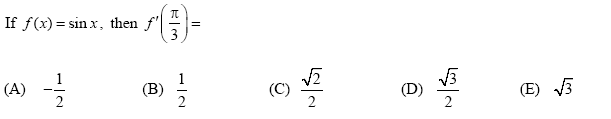 If f(x) = sin x, then f'(π/3) =
(A) -1/2 (B) 1/2 (C) √2/2 (D) √3/2 (E) √3